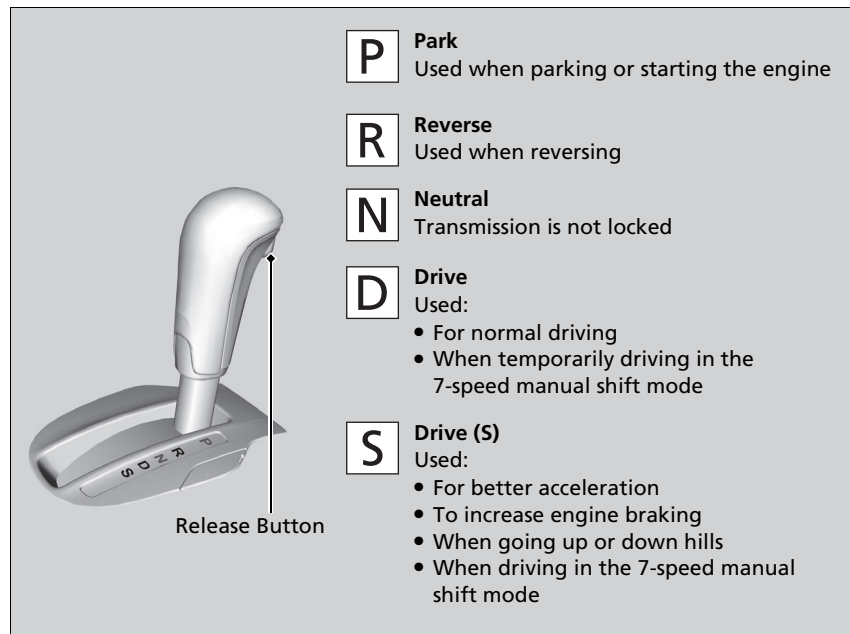 P
Park
Used when parking or starting the engine
R
Reverse
Used when reversing
N
Neutral
Transmission is not locked
D
Drive
Used:
• For normal driving
• When temporarily driving in the
7-speed manual shift mode
S
Drive (S)
Used:
• For better acceleration
• To increase engine braking
• When going up or down hills
• When driving in the 7-speed manual
shift mode
P R N D S
Release Button